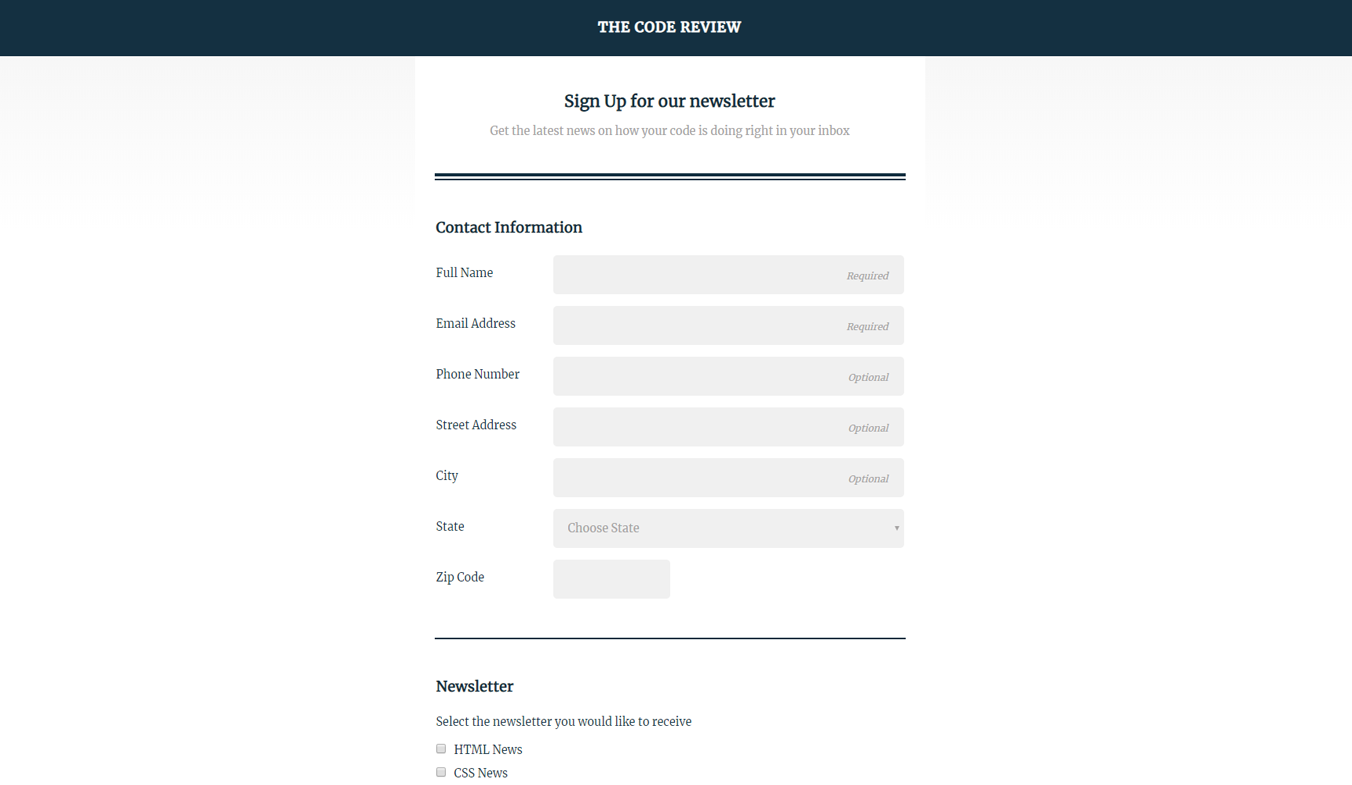 THE CODE REVIEW
Sign Up for our newsletter
Get the latest news on how your code is doing right in your inbox
Contact Information
Full Name Required
Email Address Required
Phone Number Optional
Street Address Optional
City Optional
State Choose State
Zip Code
Newsletter
Select the newsletter you would like to receive
HTML News
CSS News